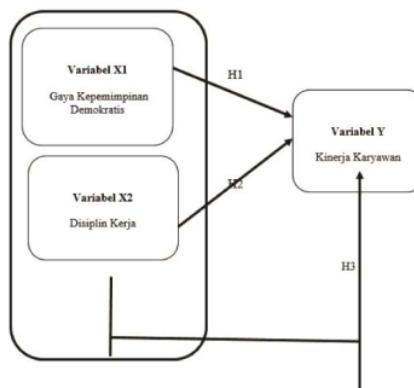 Variabel X1
Gaya Kepemimpinan
Demokratis
H1
Variabel Y
Kinerja Karyawan
Variabel X2
Disiplin Kerja
H2
H3